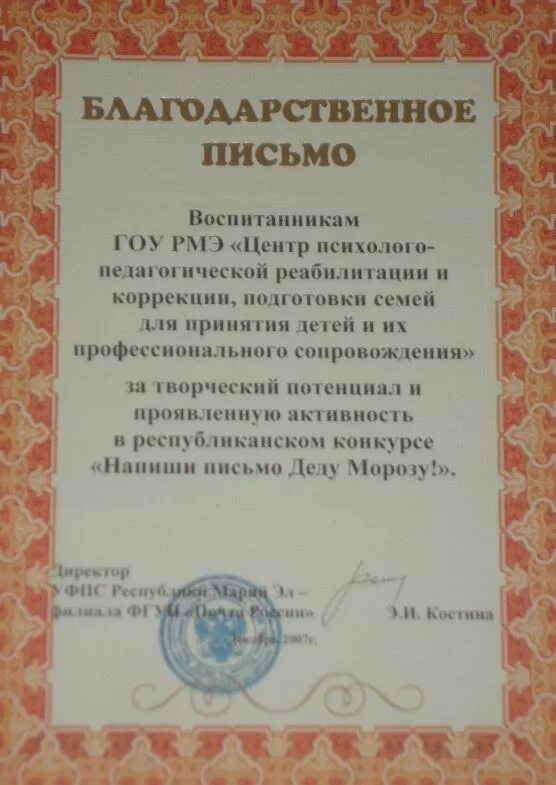 БЛАГОДАРСТВЕННОЕ
ПИСЬМО
Воспитанникам
ГОУ РМЭ «Центр психолого-
педагогической реабилитации и
коррекции, подготовки семей
для принятия детей и их
профессионального сопровождения»
за творческий потенциал и
проявленную активность
в республиканском конкурсе
«Напиши письмо Деду Морозу!».
Директор
УФПС Республики Марий Эл –
филиала ФГУП «Почта России»
Э.И. Костина
Декабрь 2007г.